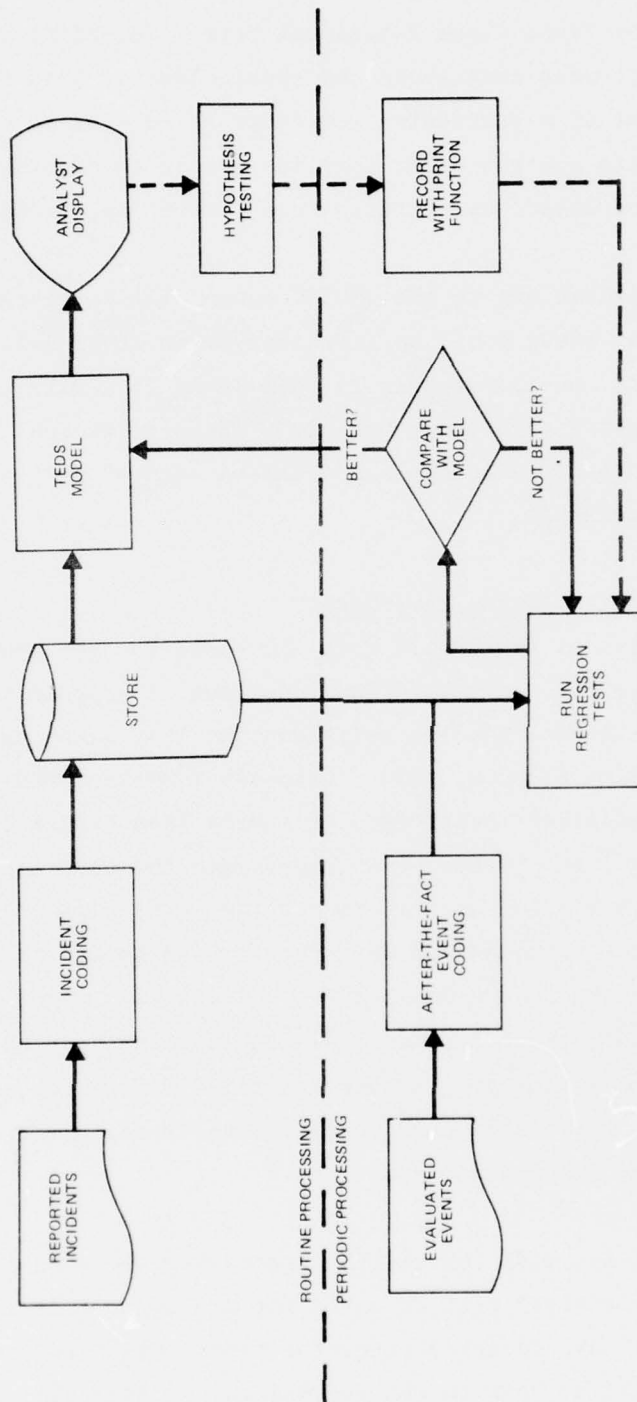 REPORTED
INCIDENTS
INCIDENT
CODING
STORE
TEDS
MODEL
ANALYST
DISPLAY
HYPOTHESIS
TESTING
ROUTINE PROCESSING
PERIODIC PROCESSING
EVALUATED
EVENTS
AFTER-THE-FACT
EVENT
CODING
RUN
REGRESSION
TESTS
BETTER?
COMPARE
WITH
MODEL
NOT BETTER?
RECORD
WITH PRINT
FUNCTION